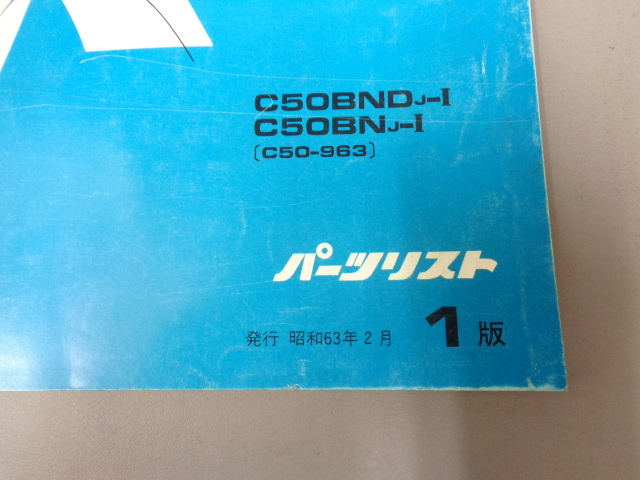 C50BNDJ-I
C50BNJ-I
〔C50-963〕
パーツリスト
発行 昭和63年2月 1版